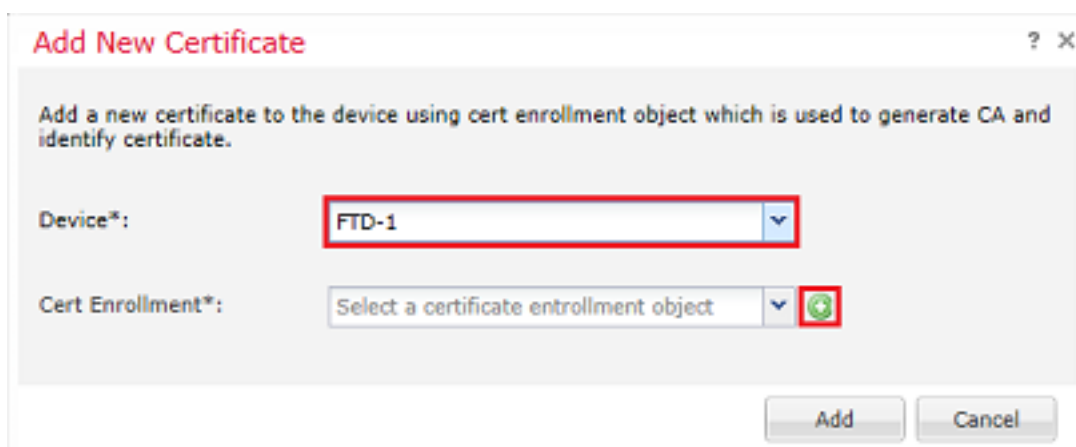 Add New Certificate
? ×
Add a new certificate to the device using cert enrollment object which is used to generate CA and
identify certificate.
Device*:
FTD-1
Cert Enrollment*:
Select a certificate entrollment object
Add
Cancel